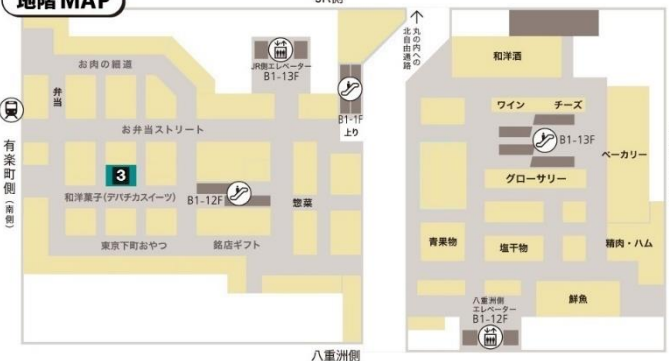 地階 MAP
JR側
お肉の細道
弁当
JR側エレベーター
B1-13F
B1-1F
上り
丸の内への
北自由通路
和洋酒
お弁当ストリート
ワイン
チーズ
B1-13F
ベーカリー
有楽町側(南側)
3
和洋菓子(デパチカスイーツ)
B1-12F
惣菜
グローサリー
東京下町おやつ
銘店ギフト
青果物
塩干物
精肉・ハム
八重洲側
エレベーター
B1-12F
鮮魚
八重洲側